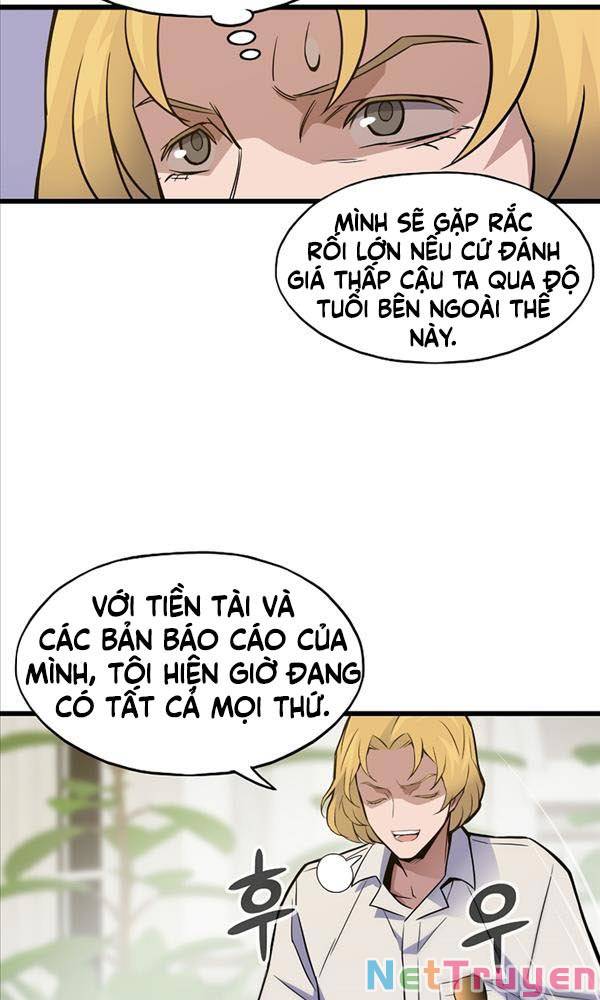 MÌNH SẼ GẶP RẮC
RỐI LỚN NẾU CỨ ĐÁNH
GIÁ THẤP CẬU TA QUA ĐỘ
TUỔI BÊN NGOÀI THẾ
NÀY.
VỚI TIỀN TÀI VÀ
CÁC BẢN BÁO CÁO CỦA
MÌNH, TÔI HIỆN GIỜ ĐANG
CÓ TẤT CẢ MỌI THỨ.
후우
NetTruyen